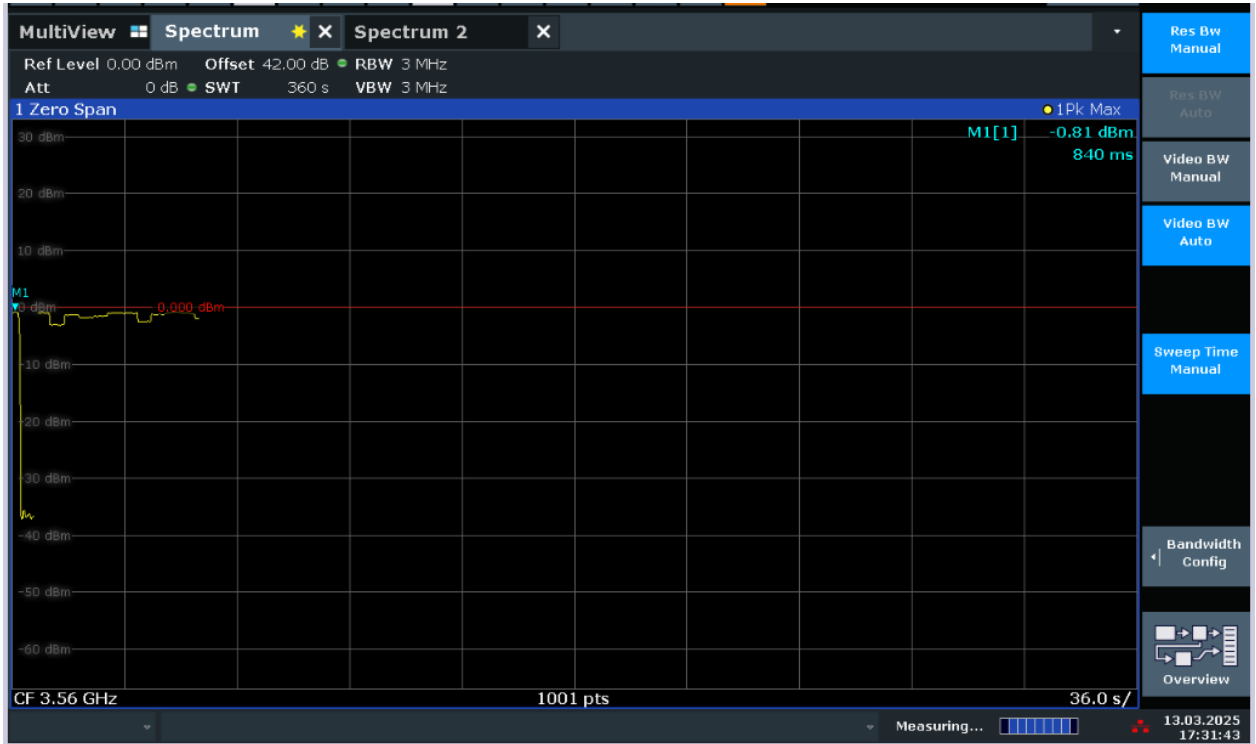 MultiView Spectrum Spectrum 2
Ref Level 0.00 dBm Offset 42.00 dB RBW 3 MHz
Att 0 dB SWT 360 s VBW 3 MHz
1 Zero Span 1Pk Max
M1[1] -0.81 dBm
840 ms
30 dBm
20 dBm
10 dBm
M1
0 dBm 0.000 dBm
-10 dBm
-20 dBm
-30 dBm
-40 dBm
-50 dBm
-60 dBm
CF 3.56 GHz 1001 pts 36.0 s/
Measuring...
13.03.2025
17:31:43
Res Bw
Manual
Res BW
Auto
Video BW
Manual
Video BW
Auto
Sweep Time
Manual
Bandwidth
Config
Overview